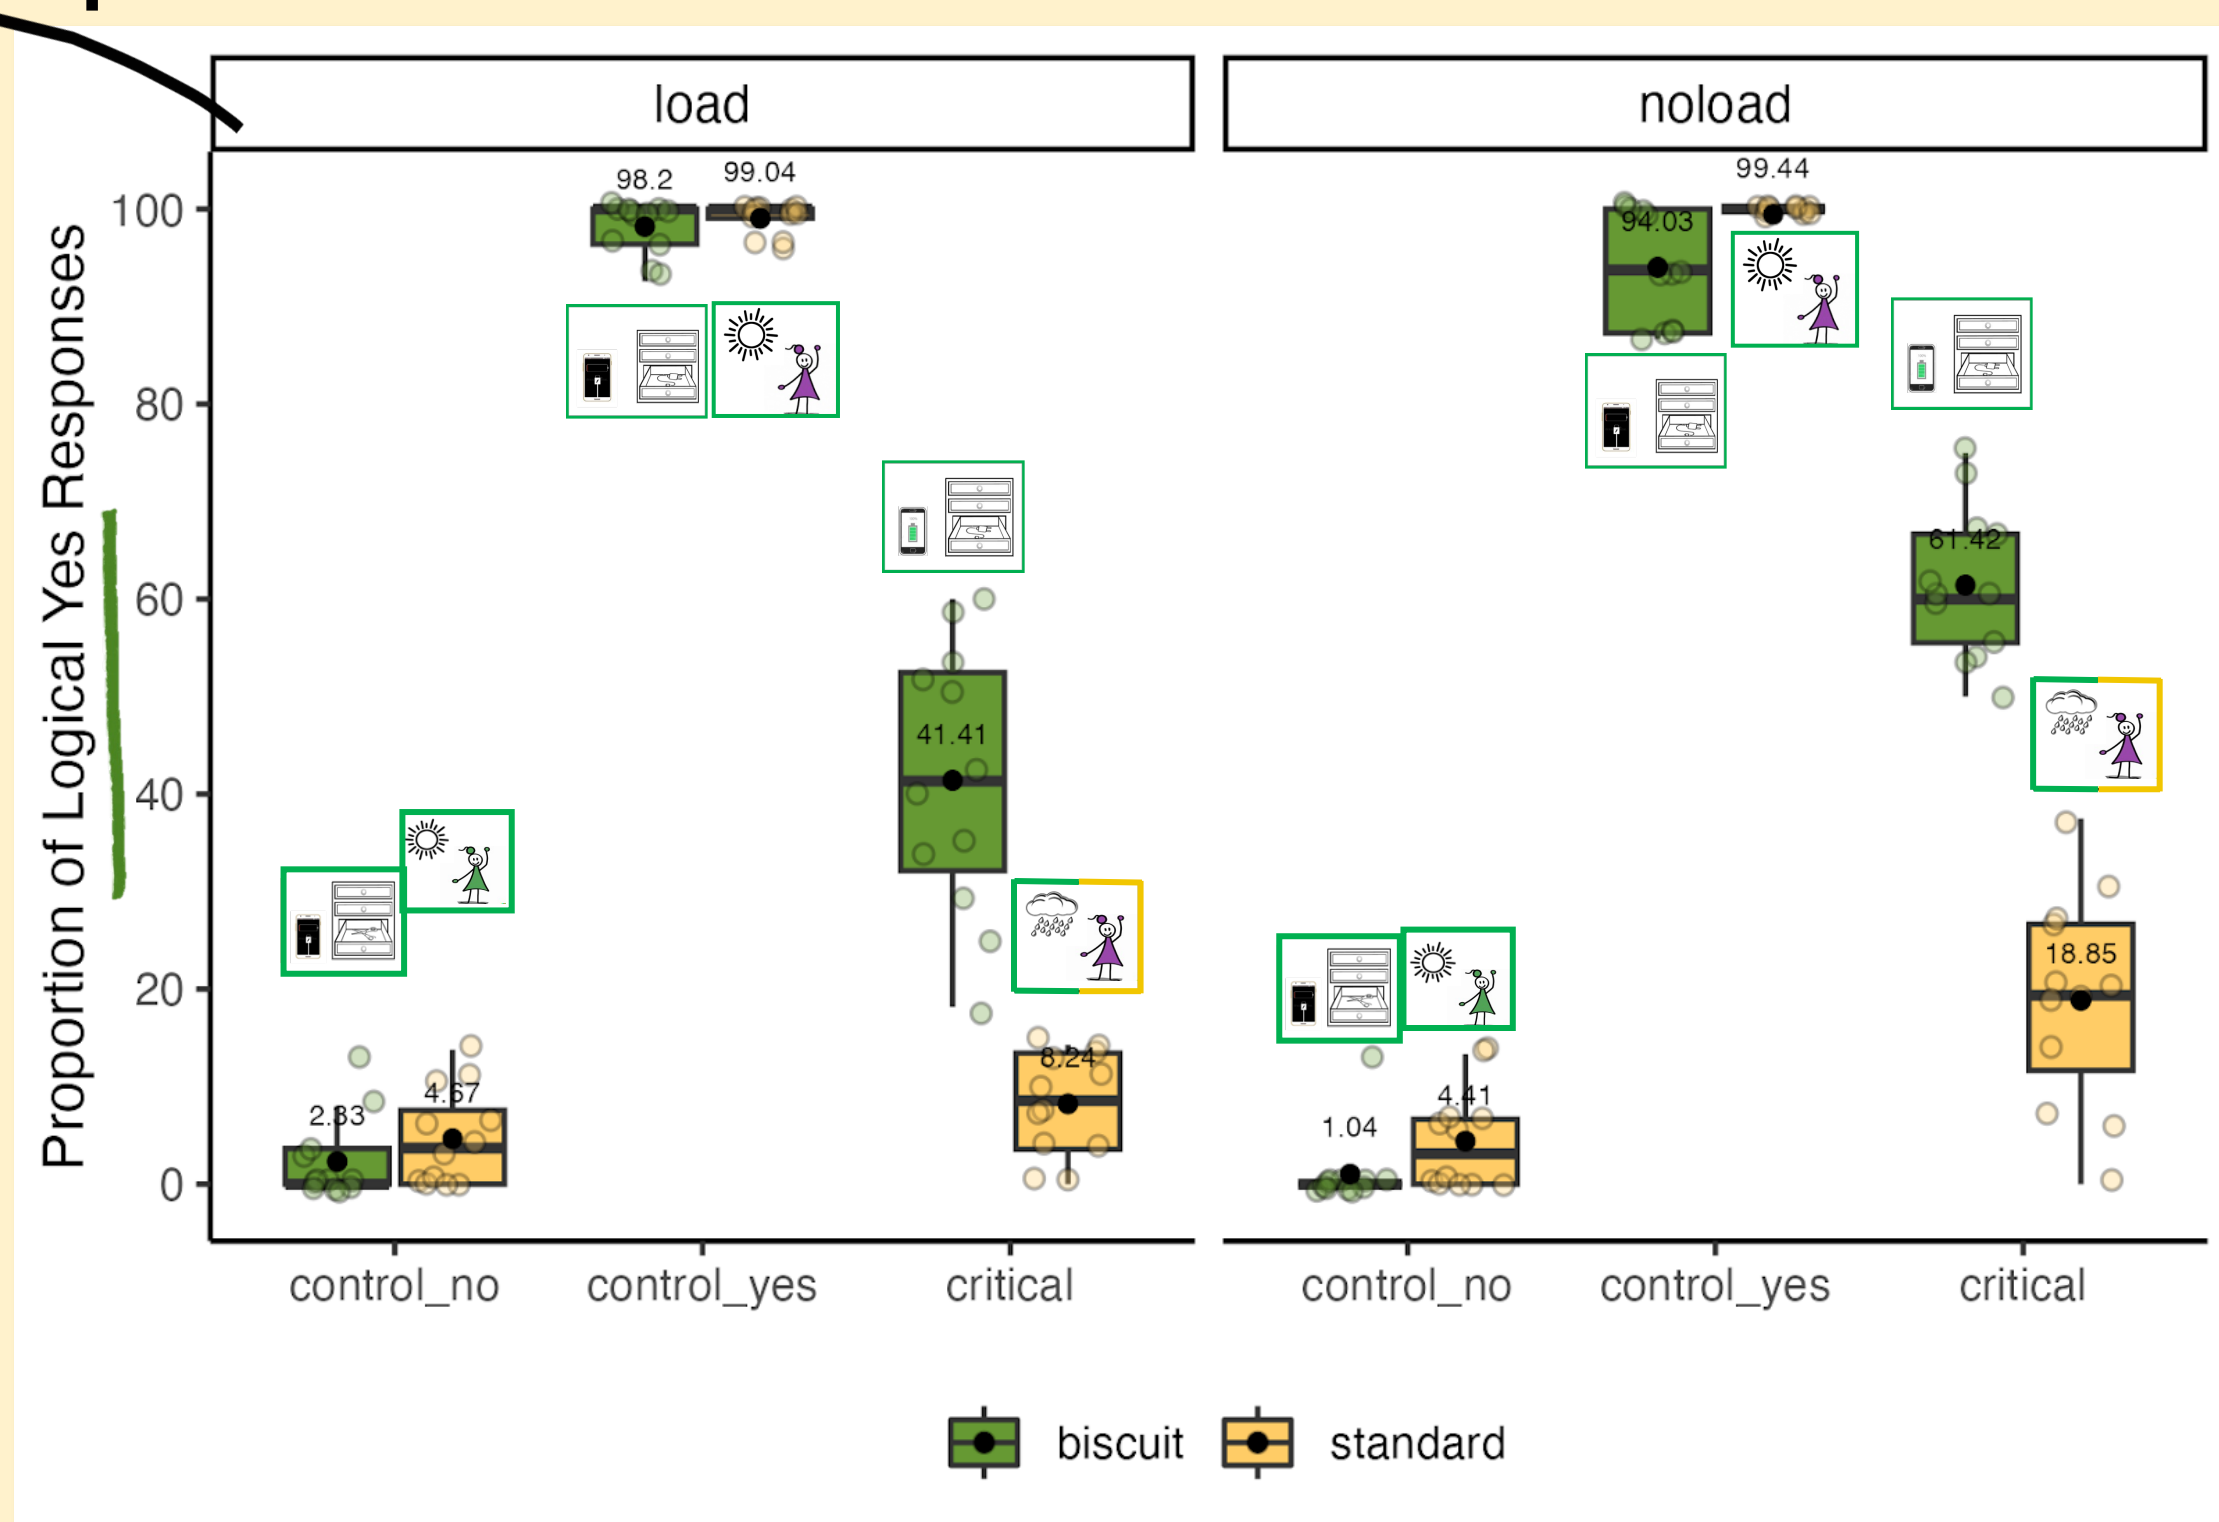 load
noload
Proportion of Logical Yes Responses
100
80
60
40
20
0
98.2
99.04
41.41
8.24
2.33
4.67
94.03
99.44
61.42
18.85
1.04
4.41
control_no
control_yes
critical
control_no
control_yes
critical
biscuit
standard